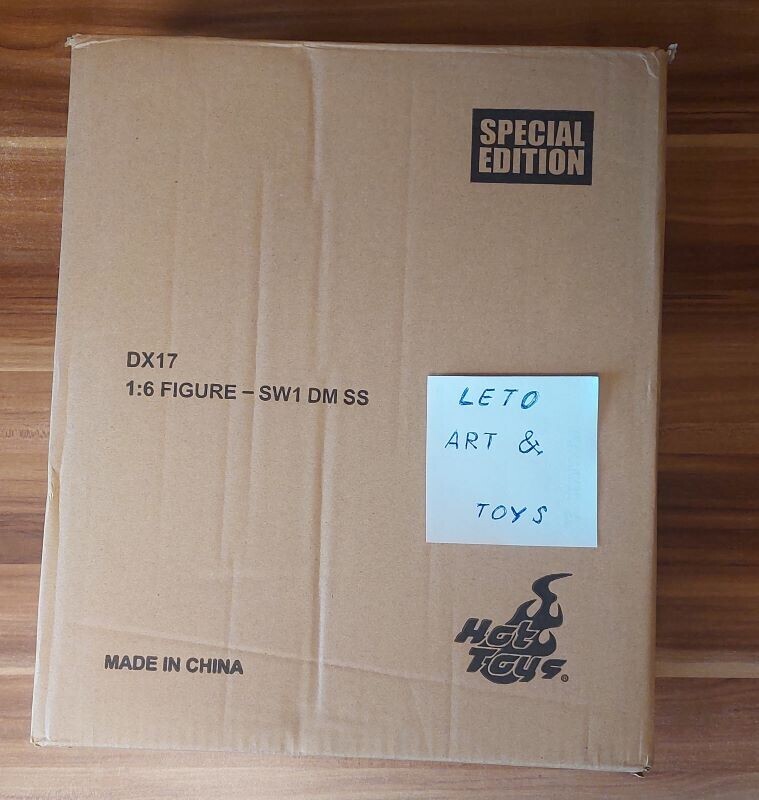 SPECIAL
EDITION
DX17
1:6 FIGURE – SW1 DM SS
LETO
ART &
TOYS
Hot
Toys®
MADE IN CHINA